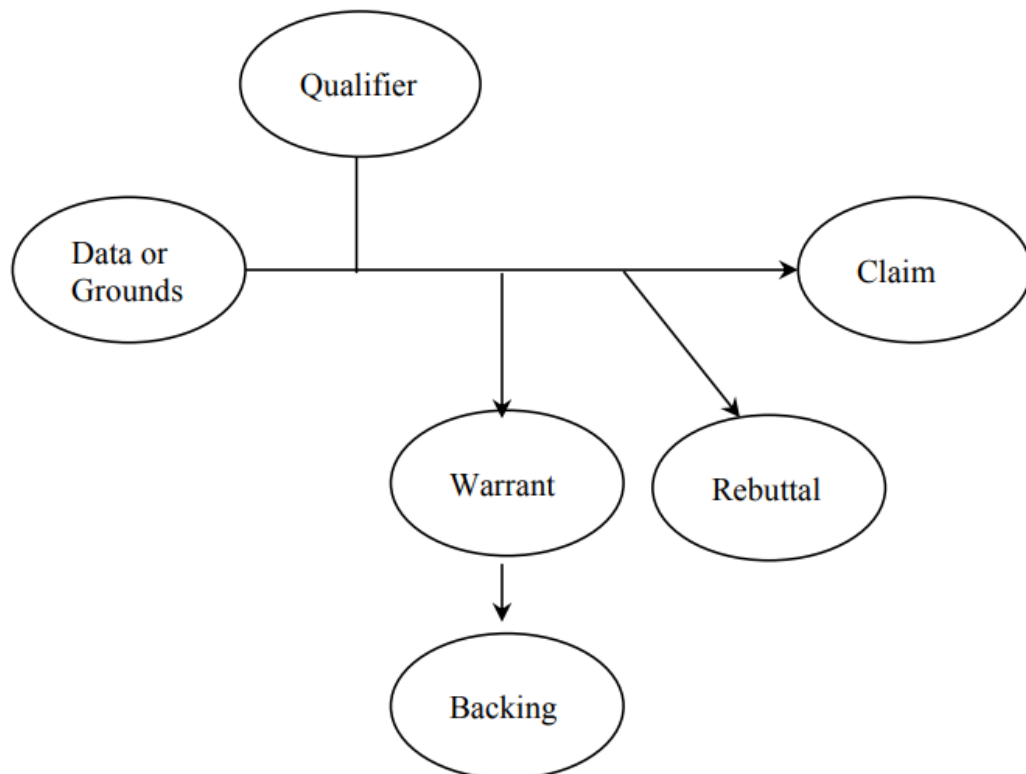 Qualifier
Data or
Grounds
Claim
Warrant
Rebuttal
Backing